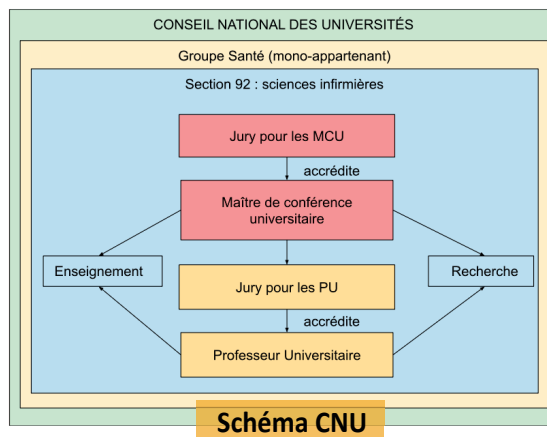 CONSEIL NATIONAL DES UNIVERSITÉS
Groupe Santé (mono-appartenant)
Section 92 : sciences infirmières
Jury pour les MCU
accrédite
Maître de conférence
universitaire
Enseignement
Recherche
Jury pour les PU
accrédite
Professeur Universitaire
Schéma CNU